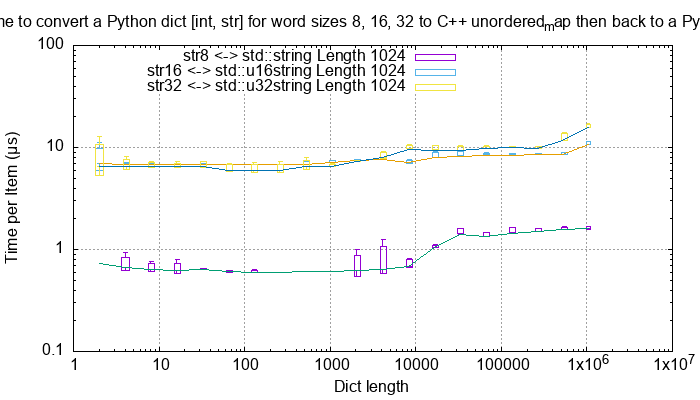 ne to convert a Python dict [int, str] for word sizes 8, 16, 32 to C++ unordered_map then back to a Py
100
10
1
0.1
Time per Item (µs)
str8 <-> std::string Length 1024
str16 <-> std::u16string Length 1024
str32 <-> std::u32string Length 1024
1 10 100 1000 10000 100000 1x10^6 1x10^7
Dict length